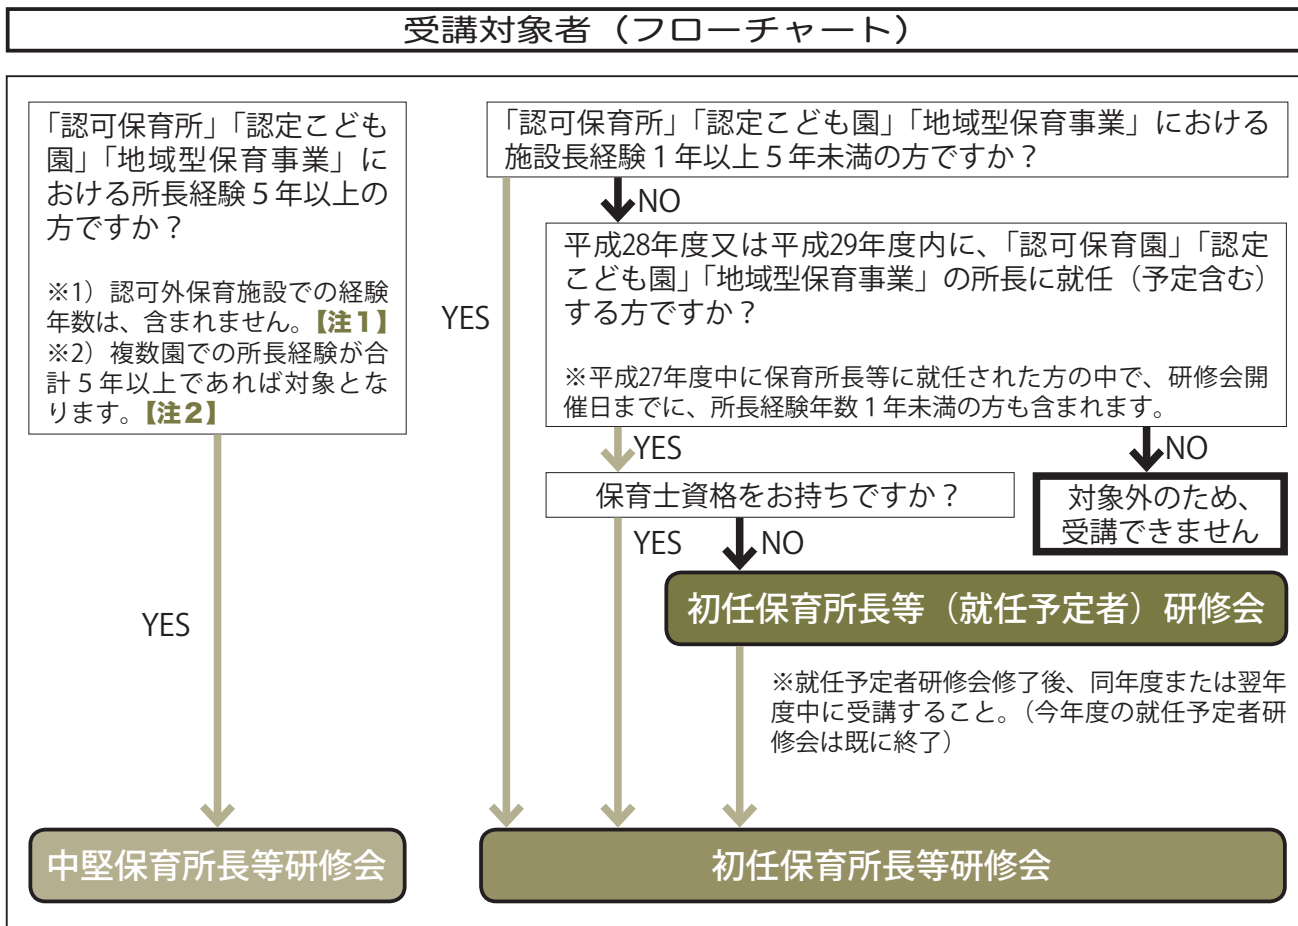 受講対象者（フローチャート）
「認可保育所」「認定こども
園」「地域型保育事業」に
おける所長経験５年以上の
方ですか？
※1）認可外保育施設での経験
年数は、含まれません。【注１】
※2）複数園での所長経験が合
計５年以上であれば対象とな
ります。【注２】
YES
中堅保育所長等研修会
「認可保育所」「認定こども園」「地域型保育事業」における
施設長経験１年以上５年未満の方ですか？
YES
NO
平成28年度又は平成29年度内に、「認可保育園」「認定
こども園」「地域型保育事業」の所長に就任（予定含む）
する方ですか？
※平成27年度中に保育所長等に就任された方の中で、研修会開
催日までに、所長経験年数１年未満の方も含まれます。
YES
NO
保育士資格をお持ちですか？
対象外のため、
受講できません
YES
NO
初任保育所長等（就任予定者）研修会
※就任予定者研修会修了後、同年度または翌年
度中に受講すること。（今年度の就任予定者研
修会は既に終了）
初任保育所長等研修会